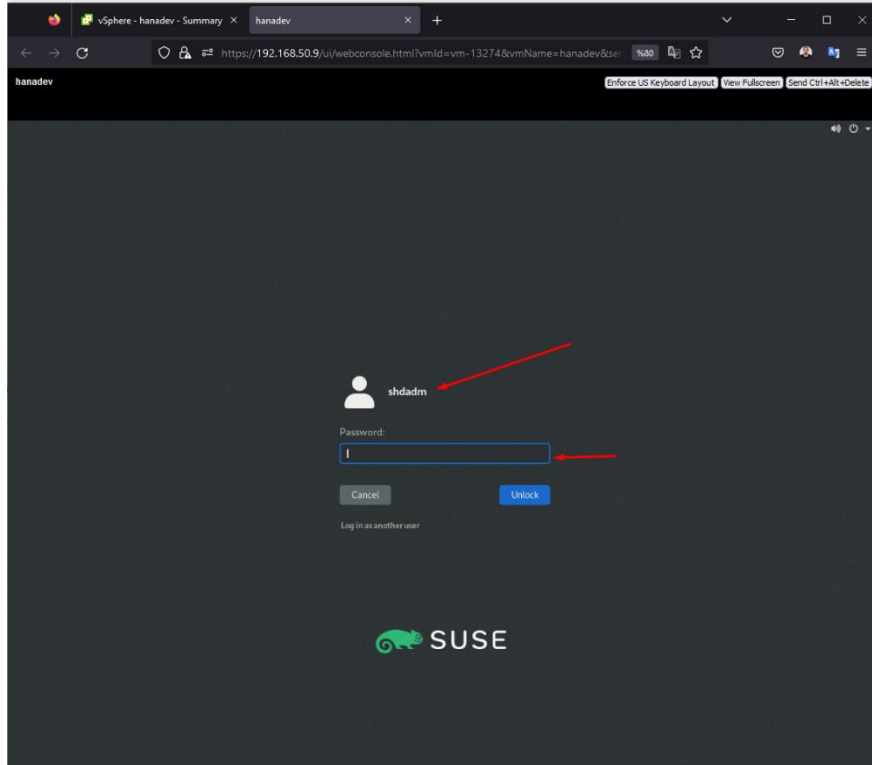 vSphere - hanadev - Summary
hanadev
https://192.168.50.9/ui/webconsole.html?vmId=vm-13274&vmName=hanadev&ser
%80
hanadev
Enforce US Keyboard Layout View Fullscreen Send Ctrl+Alt+Delete
shdadm
Password:
Cancel Unlock
Log in as another user
SUSE